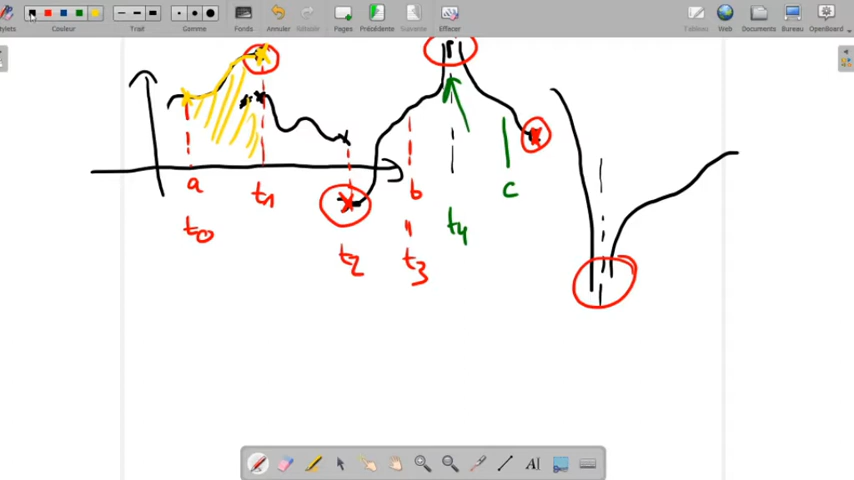 Stylets
Couleur
Trait
Gamme
Fonds
Annuler
Refaire
Pages
Précédente
Suivante
Effacer
Tableau
Web
Documents
Bureau
OpenBoard
a
t1
b
c
t0
t2
"
t3
t4
A